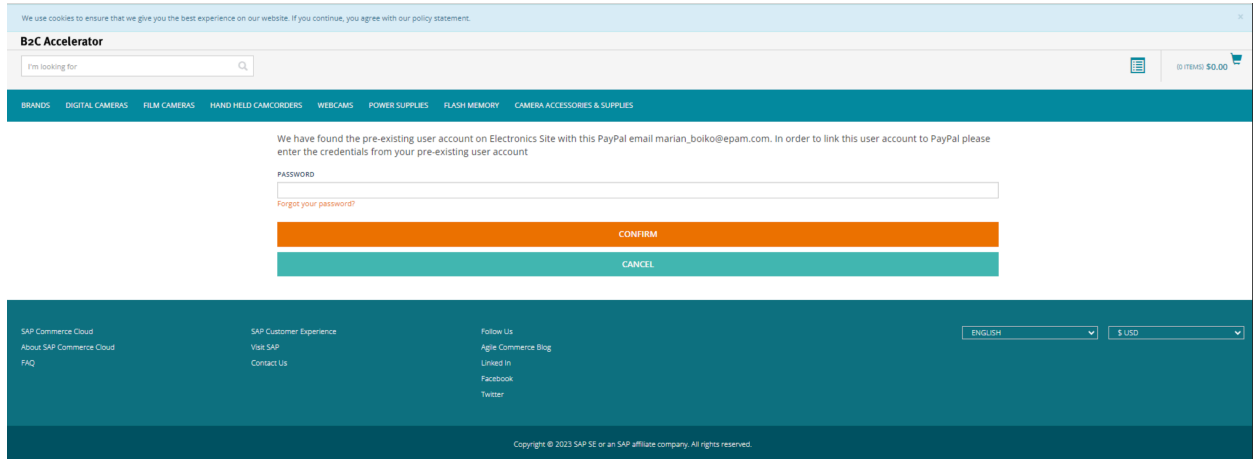 We use cookies to ensure that we give you the best experience on our website. If you continue, you agree with our policy statement.
×
B2C Accelerator
I'm looking for
(0 ITEMS) $0.00
BRANDS DIGITAL CAMERAS FILM CAMERAS HAND HELD CAMCORDERS WEBCAMS POWER SUPPLIES FLASH MEMORY CAMERA ACCESSORIES & SUPPLIES
We have found the pre-existing user account on Electronics Site with this PayPal email marian_boiko@epam.com. In order to link this user account to PayPal please
enter the credentials from your pre-existing user account
PASSWORD
Forgot your password?
CONFIRM
CANCEL
SAP Commerce Cloud SAP Customer Experience Follow Us ENGLISH $ USD
About SAP Commerce Cloud Visit SAP Agile Commerce Blog
FAQ Contact Us Linked In
Facebook
Twitter
Copyright © 2023 SAP SE or an SAP affiliate company. All rights reserved.